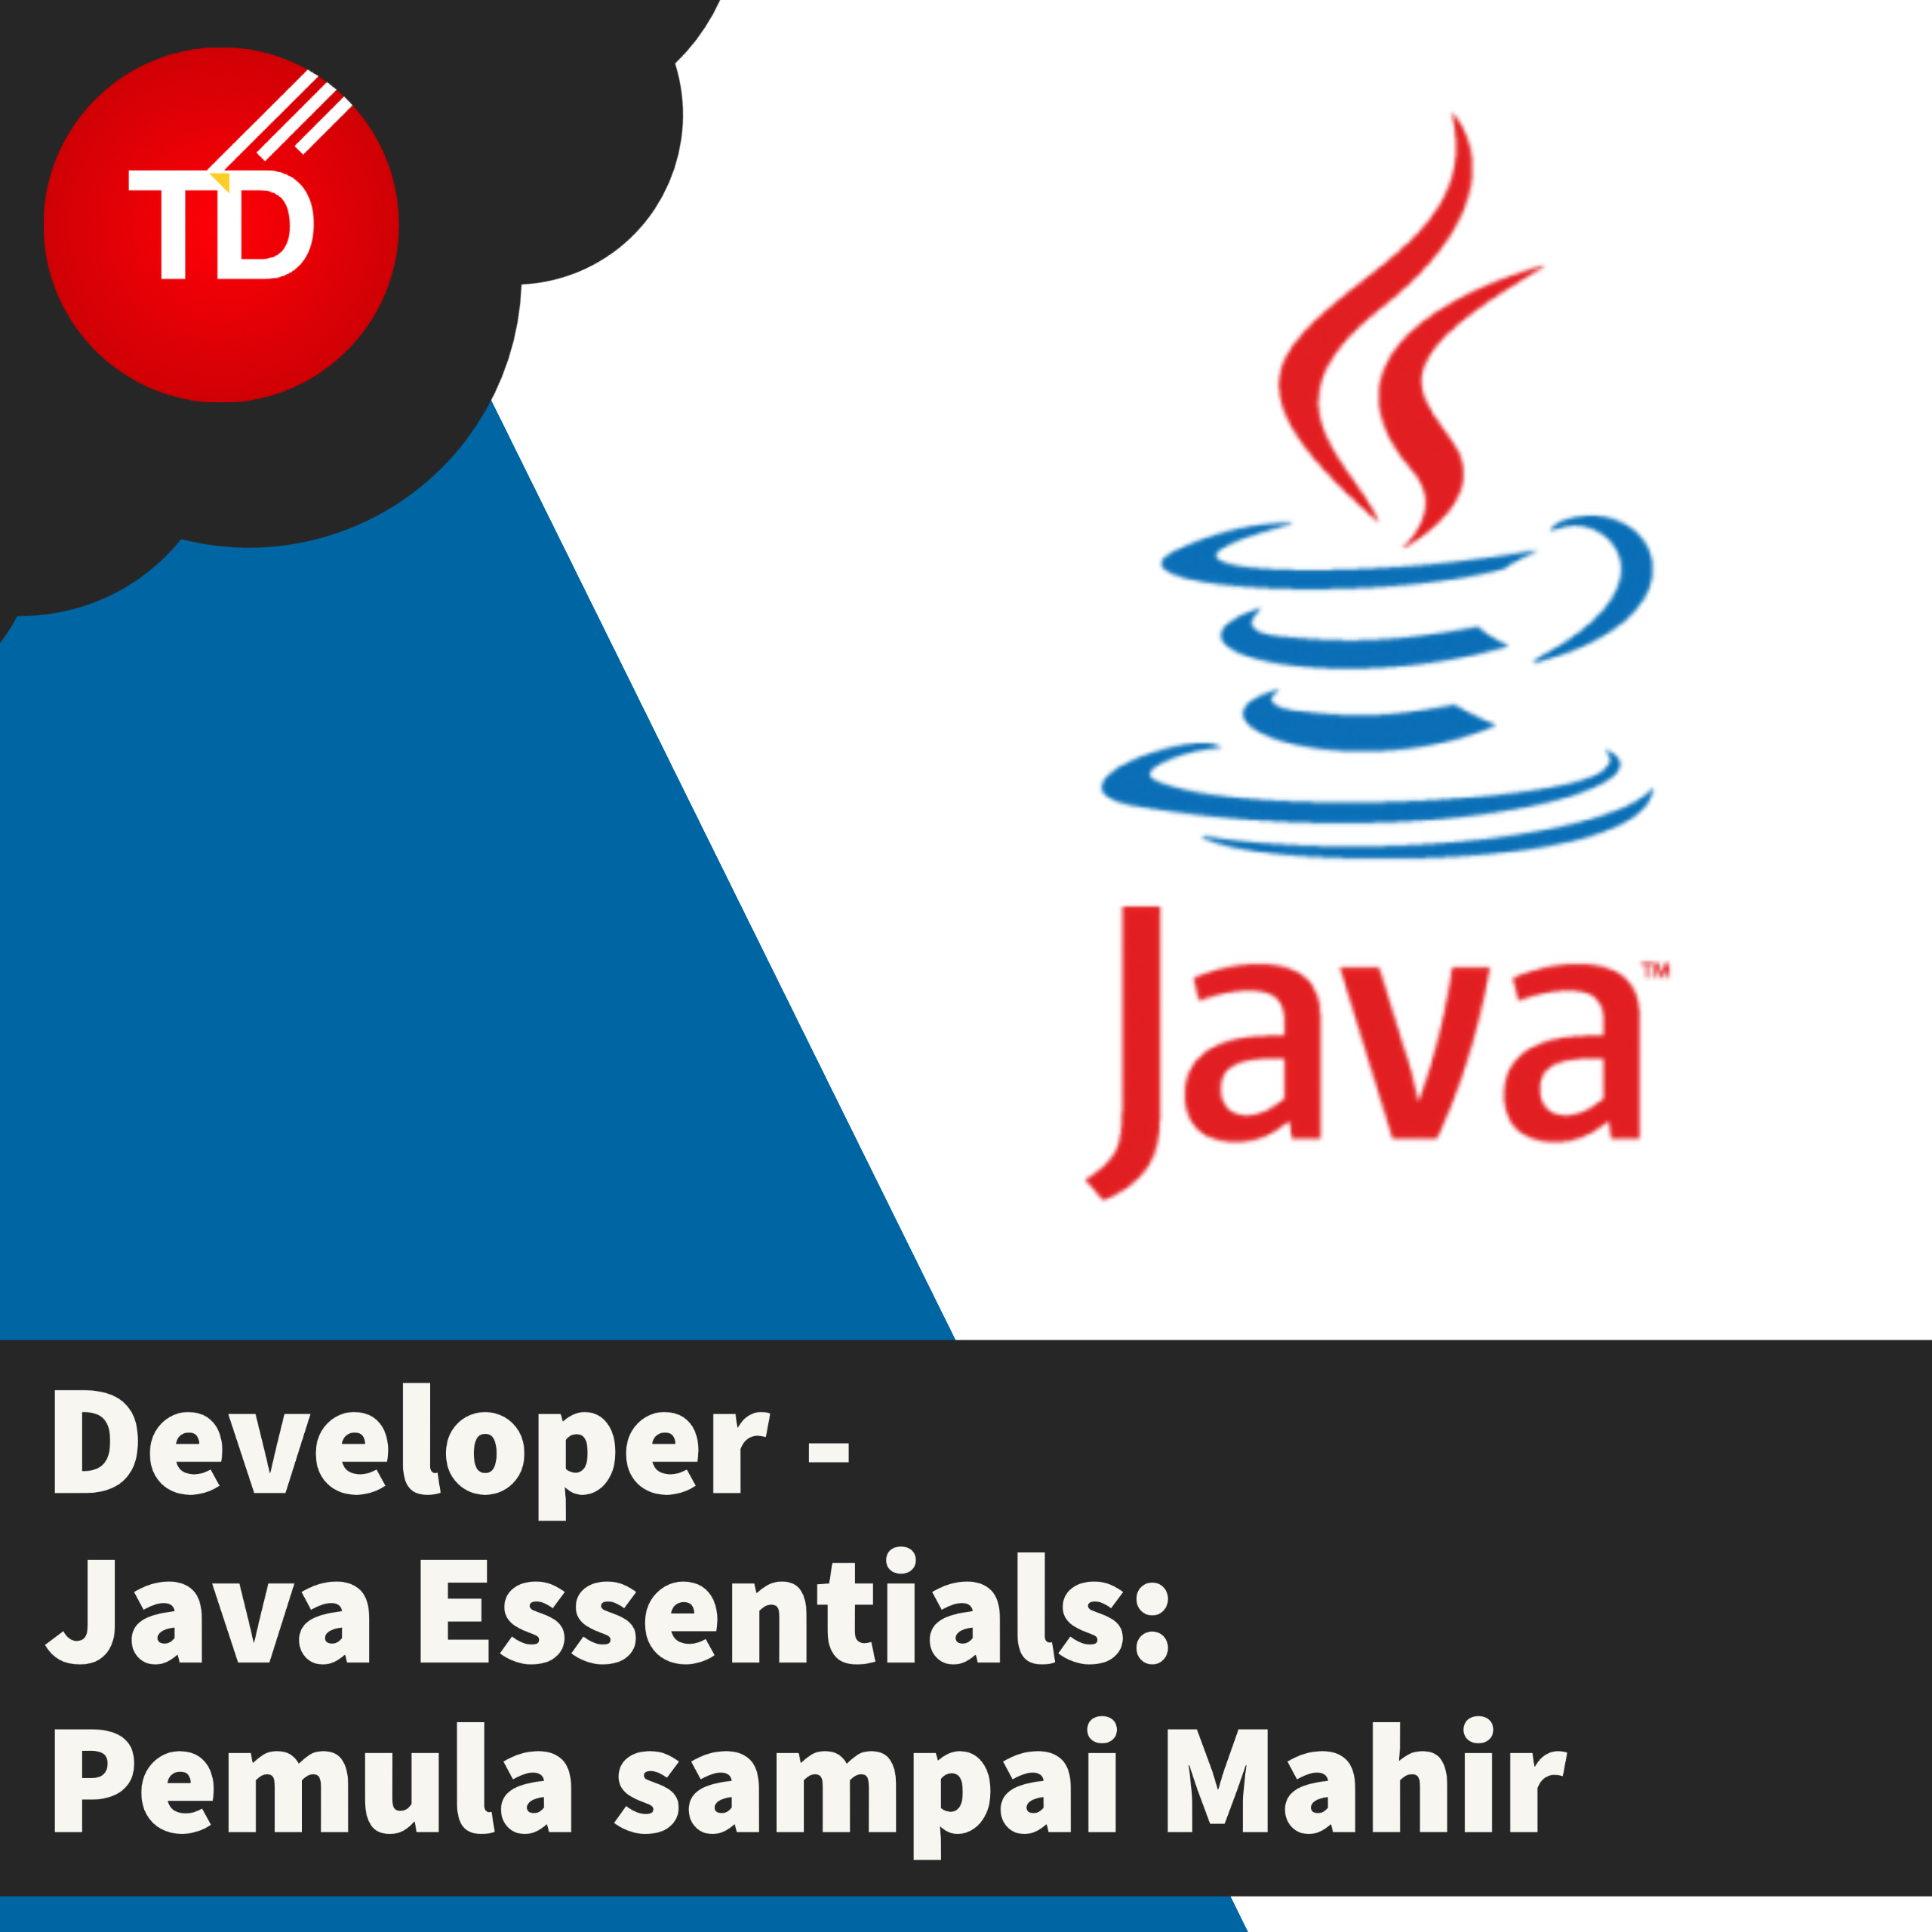 TD
Java™
Developer -
Java Essentials:
Pemula sampai Mahir